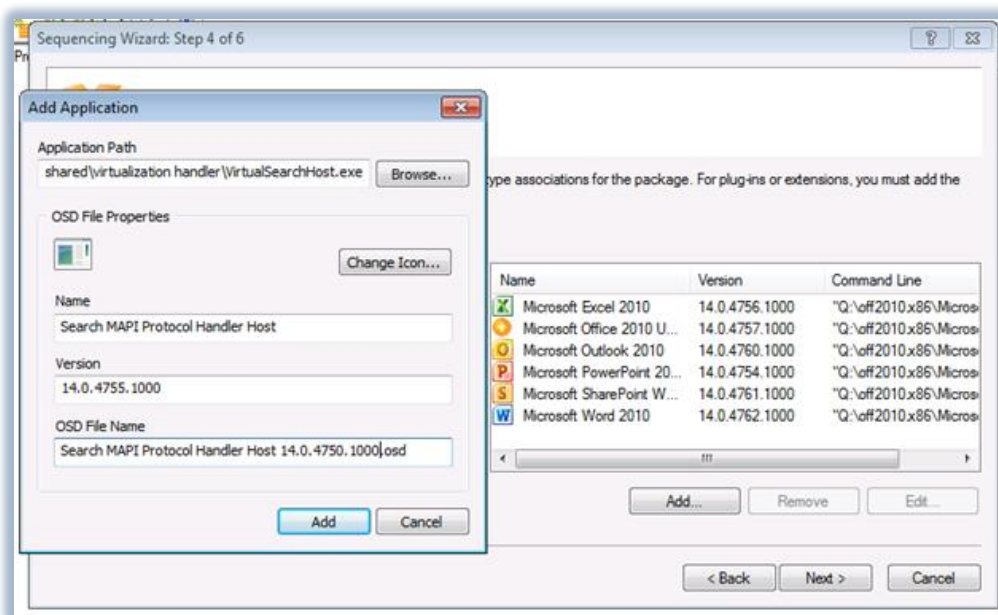 Sequencing Wizard: Step 4 of 6
Pr
Add Application
Application Path
shared\virtualization handler\VirtualSearchHost.exe
Browse...
type associations for the package. For plug-ins or extensions, you must add the
OSD File Properties
Change Icon...
Name
Search MAPI Protocol Handler Host
Version
14.0.4755.1000
OSD File Name
Search MAPI Protocol Handler Host 14.0.4750.1000.osd
Add
Cancel
Name Version Command Line
Microsoft Excel 2010 14.0.4756.1000 "Q:\off2010.x86\Micros
Microsoft Office 2010 U... 14.0.4757.1000 "Q:\off2010.x86\Micros
Microsoft Outlook 2010 14.0.4760.1000 "Q:\off2010.x86\Micros
Microsoft PowerPoint 20... 14.0.4754.1000 "Q:\off2010.x86\Micros
Microsoft SharePoint W... 14.0.4761.1000 "Q:\off2010.x86\Micros
Microsoft Word 2010 14.0.4762.1000 "Q:\off2010.x86\Micros
Add...
Remove
Edit...
< Back
Next >
Cancel